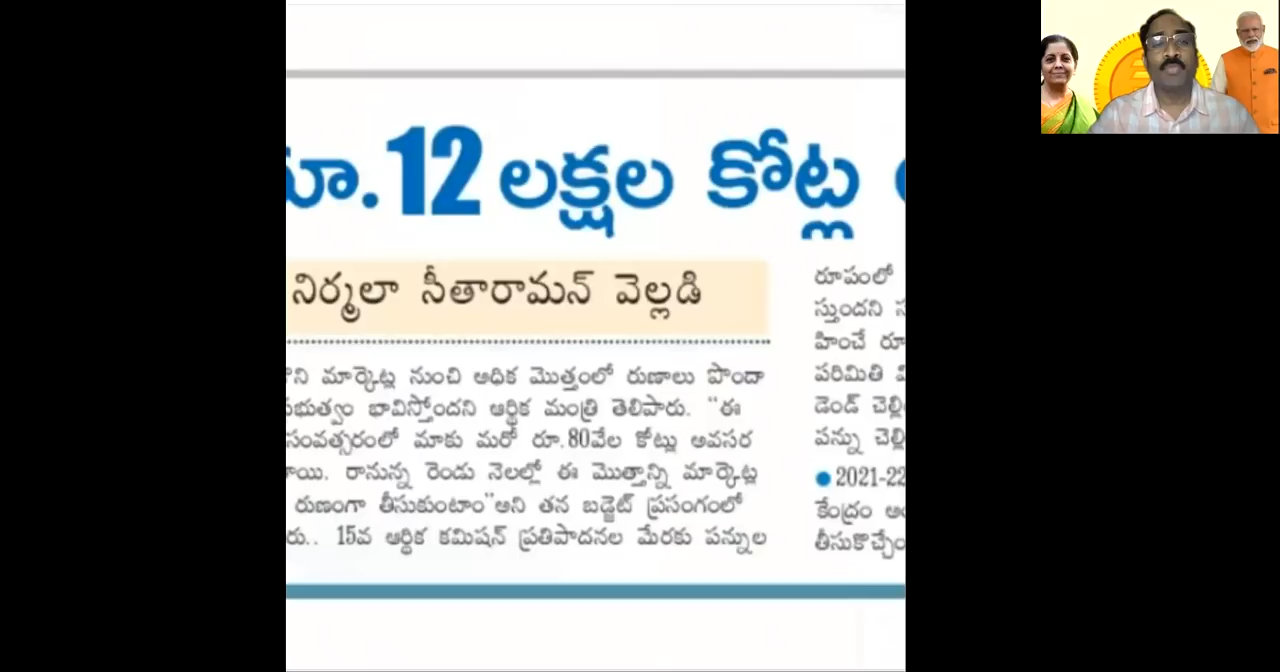 రూ.12 లక్షల కోట్ల
నిర్మలా సీతారామన్ వెల్లడి
మార్కెట్ల నుంచి అధిక మొత్తంలో రుణాలు పొందా
భావిస్తోందని ఆర్థిక మంత్రి తెలిపారు. "ఈ
సంవత్సరంలో మాకు మరో రూ.80వేల కోట్లు అవసర
రానున్న రెండు నెలల్లో ఈ మొత్తాన్ని మార్కెట్ల
రుణంగా తీసుకుంటాం"అని తన బడ్జెట్ ప్రసంగంలో
రు.. 15వ ఆర్థిక కమిషన్ ప్రతిపాదనల మేరకు పన్నుల
రూపంలో
స్తుందని
హించే
పరిమితి
డెండ్
పన్ను
● 2021-22
కేంద్రం